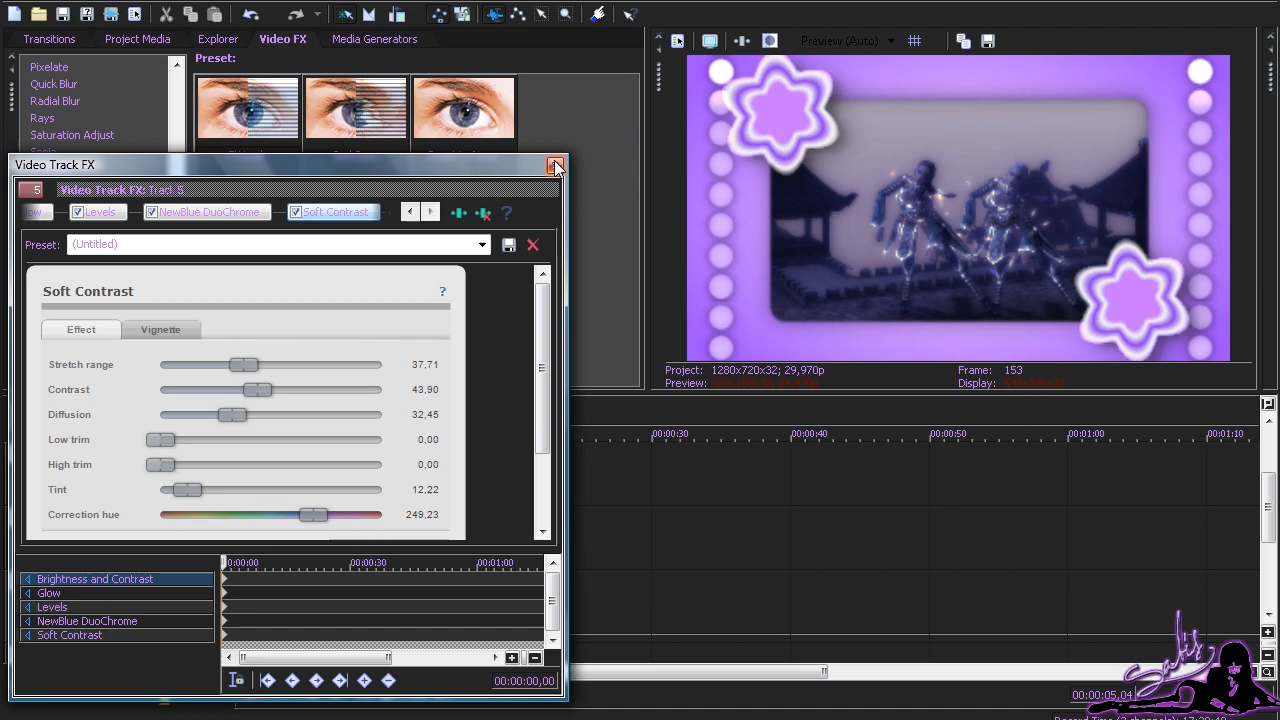 Transitions Project Media Explorer Video FX Media Generators
Preview (Auto)
Preset:
Pixelate
Quick Blur
Radial Blur
Rays
Saturation Adjust
Video Track FX
5 Video Track FX: Track 5
Levels NewBlue DuoChrome Soft Contrast
Preset: (Untitled)
Soft Contrast
?
Effect Vignette
Stretch range 37,71
Contrast 43,90
Diffusion 32,45
Low trim 0,00
High trim 0,00
Tint 12,22
Correction hue 249,23
Project: 1280x720x32; 29,970p Frame: 153
Preview: Display:
00:00:30 00:00:40 00:00:50 00:01:00 00:01:10
0:00:00 00:00:30 00:01:00
Brightness and Contrast
Glow
Levels
NewBlue DuoChrome
Soft Contrast
00:00:00,00
00:00:05,04